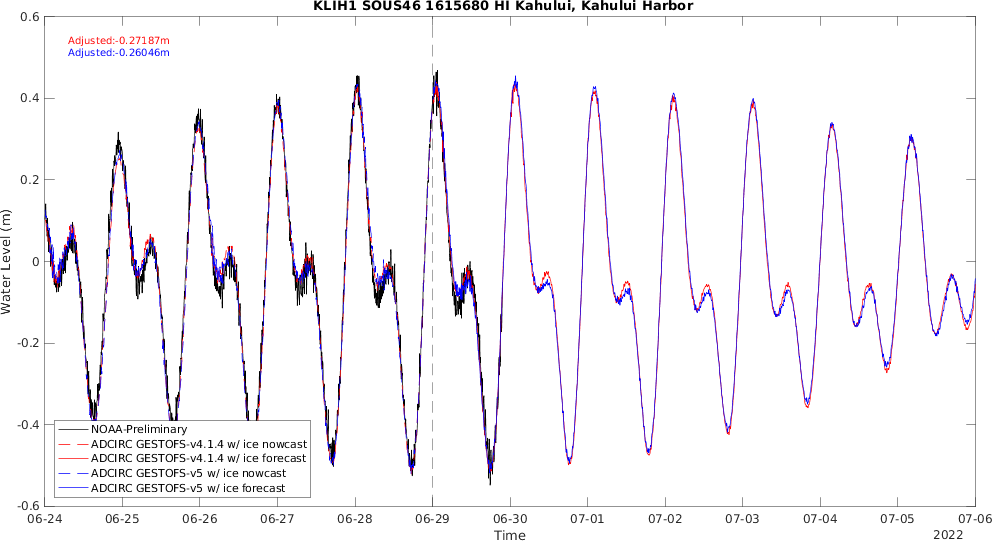 KLIH1 SOUS46 1615680 HI Kahului, Kahului Harbor
Adjusted:-0.27187m
Adjusted:-0.26046m
0.6
0.4
0.2
0
-0.2
-0.4
-0.6
Water Level (m)
NOAA-Preliminary
ADCIRC GESTOFS-v4.1.4 w/ ice nowcast
ADCIRC GESTOFS-v4.1.4 w/ ice forecast
ADCIRC GESTOFS-v5 w/ ice nowcast
ADCIRC GESTOFS-v5 w/ ice forecast
06-24 06-25 06-26 06-27 06-28 06-29 06-30 07-01 07-02 07-03 07-04 07-05 07-06
Time
2022